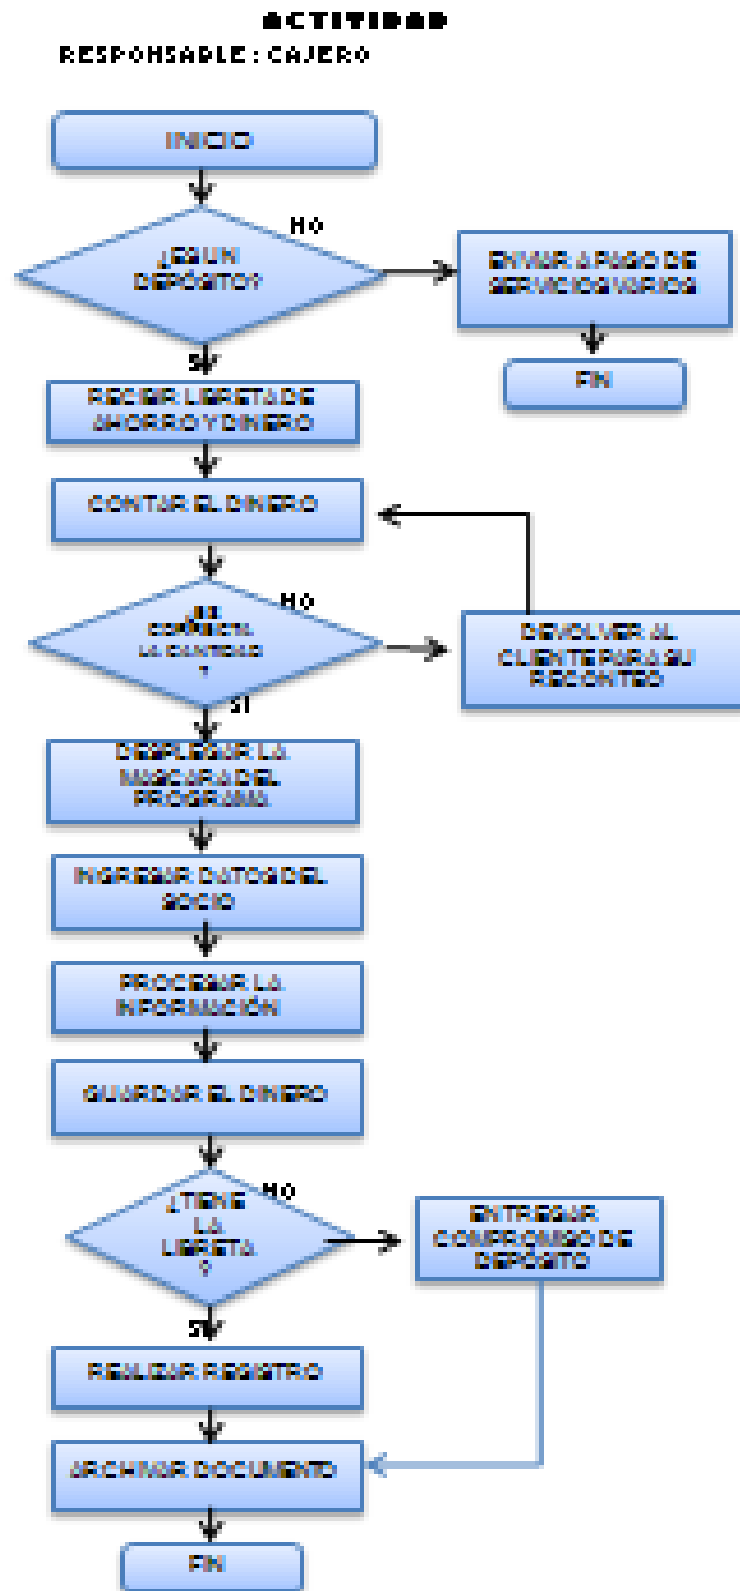 ACTIVIDAD
RESPONSABLE: CAJERO
INICIO
¿ES UN
DEPÓSITO?
NO
ENVIAR A PAGO DE
SERVICIOS VARIOS
FIN
SI
RECIBIR LIBRETA DE
AHORRO Y DINERO
CONTAR EL DINERO
¿ES
CORRECTA
LA CANTIDAD
?
NO
DEVOLVER AL
CLIENTE PARA SU
RECONTEO
SI
DESPLEGAR LA
MASCARA DEL
PROGRAMA
INGRESAR DATOS DEL
SOCIO
PROCESAR LA
INFORMACIÓN
GUARDAR EL DINERO
¿TIENE
LA
LIBRETA
?
NO
ENTREGAR
COMPROMISO DE
DEPÓSITO
SI
REALIZAR REGISTRO
ARCHIVAR DOCUMENTO
FIN